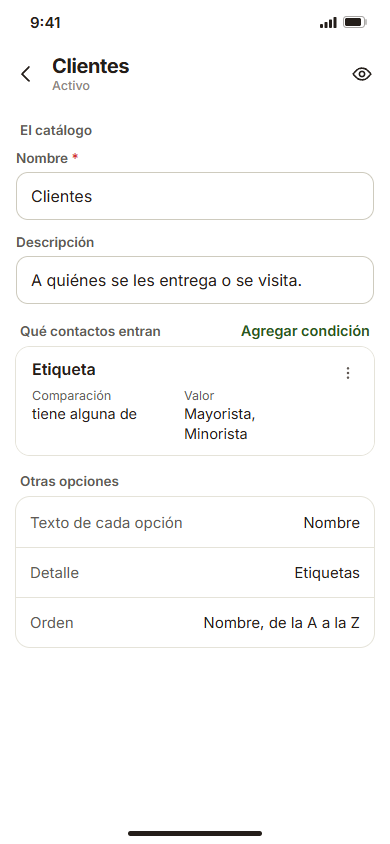 9:41
Clientes
Activo
El catálogo
Nombre *
Clientes
Descripción
A quiénes se les entrega o se visita.
Qué contactos entran
Agregar condición
Etiqueta
Comparación
Valor
tiene alguna de
Mayorista,
Minorista
Otras opciones
Texto de cada opción
Nombre
Detalle
Etiquetas
Orden
Nombre, de la A a la Z